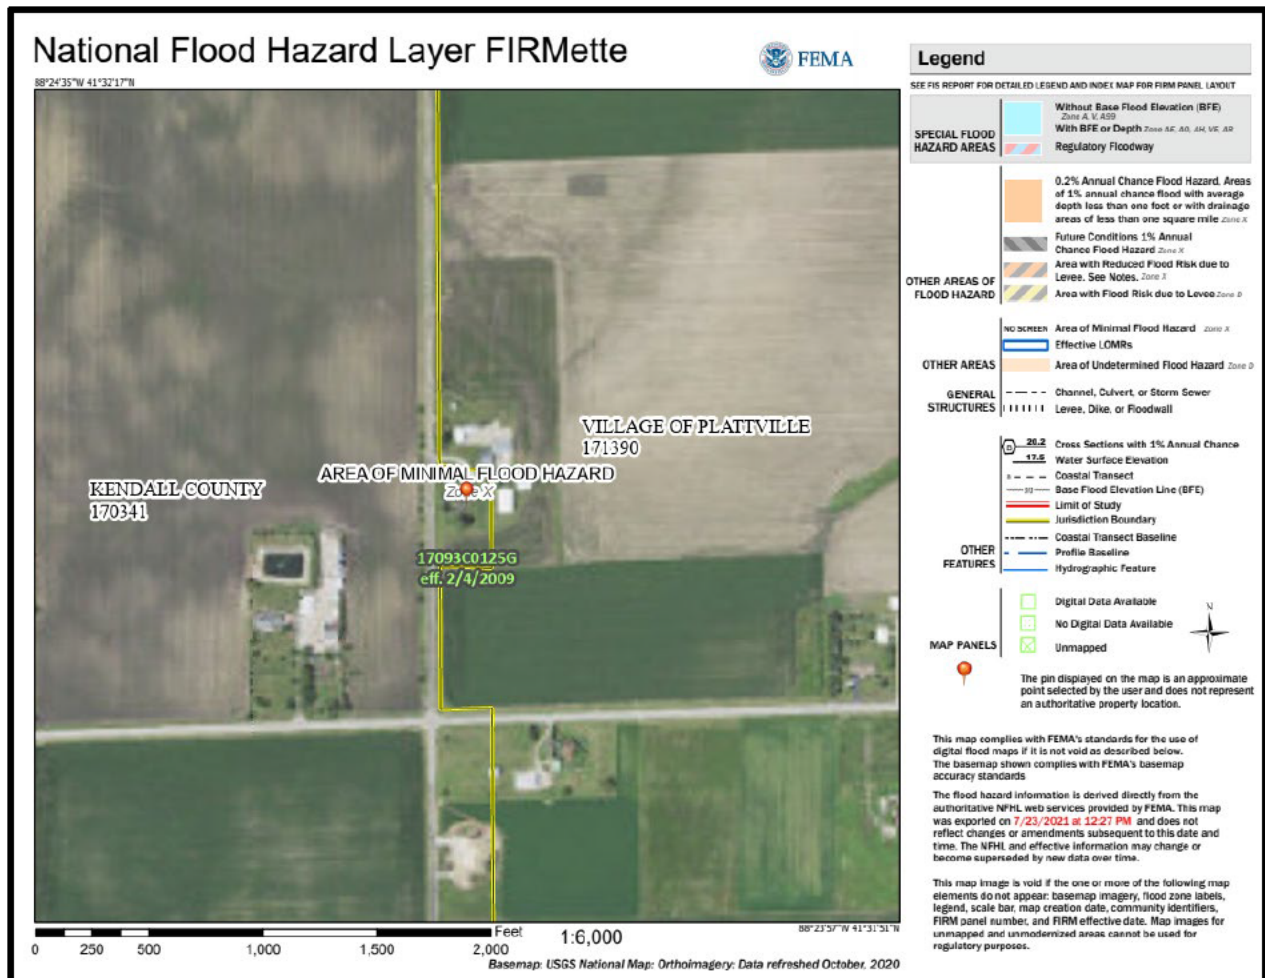 National Flood Hazard Layer FIRMette
FEMA
88°24'35"W 41°32'17"N
VILLAGE OF PLATTVILLE
171390
AREA OF MINIMAL FLOOD HAZARD
Zone X
KENDALL COUNTY
170341
17093C0125G
eff. 2/4/2009
0 250 500 1,000 1,500 2,000
Feet
1:6,000
88°23'57"W 41°31'51"N
Basemap: USGS National Map: Orthoimagery: Data refreshed October, 2020
Legend
SEE FIS REPORT FOR DETAILED LEGEND AND INDEX MAP FOR FIRM PANEL LAYOUT
SPECIAL FLOOD
HAZARD AREAS
Without Base Flood Elevation (BFE)
Zone A, V, A99
With BFE or Depth Zone AE, AO, AH, VE, AR
Regulatory Floodway
OTHER AREAS OF
FLOOD HAZARD
0.2% Annual Chance Flood Hazard, Areas
of 1% annual chance flood with average
depth less than one foot or with drainage
areas of less than one square mile Zone X
Future Conditions 1% Annual
Chance Flood Hazard Zone X
Area with Reduced Flood Risk due to
Levee. See Notes. Zone X
Area with Flood Risk due to Levee Zone D
OTHER AREAS
NO SCREEN Area of Minimal Flood Hazard Zone X
Effective LOMRs
Area of Undetermined Flood Hazard Zone D
GENERAL
STRUCTURES
Channel, Culvert, or Storm Sewer
Levee, Dike, or Floodwall
OTHER
FEATURES
B 20.2 Cross Sections with 1% Annual Chance
17.5 Water Surface Elevation
8 Coastal Transect
513 Base Flood Elevation Line (BFE)
Limit of Study
Jurisdiction Boundary
Coastal Transect Baseline
Profile Baseline
Hydrographic Feature
MAP PANELS
Digital Data Available
No Digital Data Available
Unmapped
N
The pin displayed on the map is an approximate
point selected by the user and does not represent
an authoritative property location.
This map complies with FEMA's standards for the use of
digital flood maps if it is not void as described below.
The basemap shown complies with FEMA's basemap
accuracy standards
The flood hazard information is derived directly from the
authoritative NFHL web services provided by FEMA. This map
was exported on 7/23/2021 at 12:27 PM and does not
reflect changes or amendments subsequent to this date and
time. The NFHL and effective information may change or
become superseded by new data over time.
This map image is void if the one or more of the following map
elements do not appear: basemap imagery, flood zone labels,
legend, scale bar, map creation date, community identifiers,
FIRM panel number, and FIRM effective date. Map images for
unmapped and unmodernized areas cannot be used for
regulatory purposes.